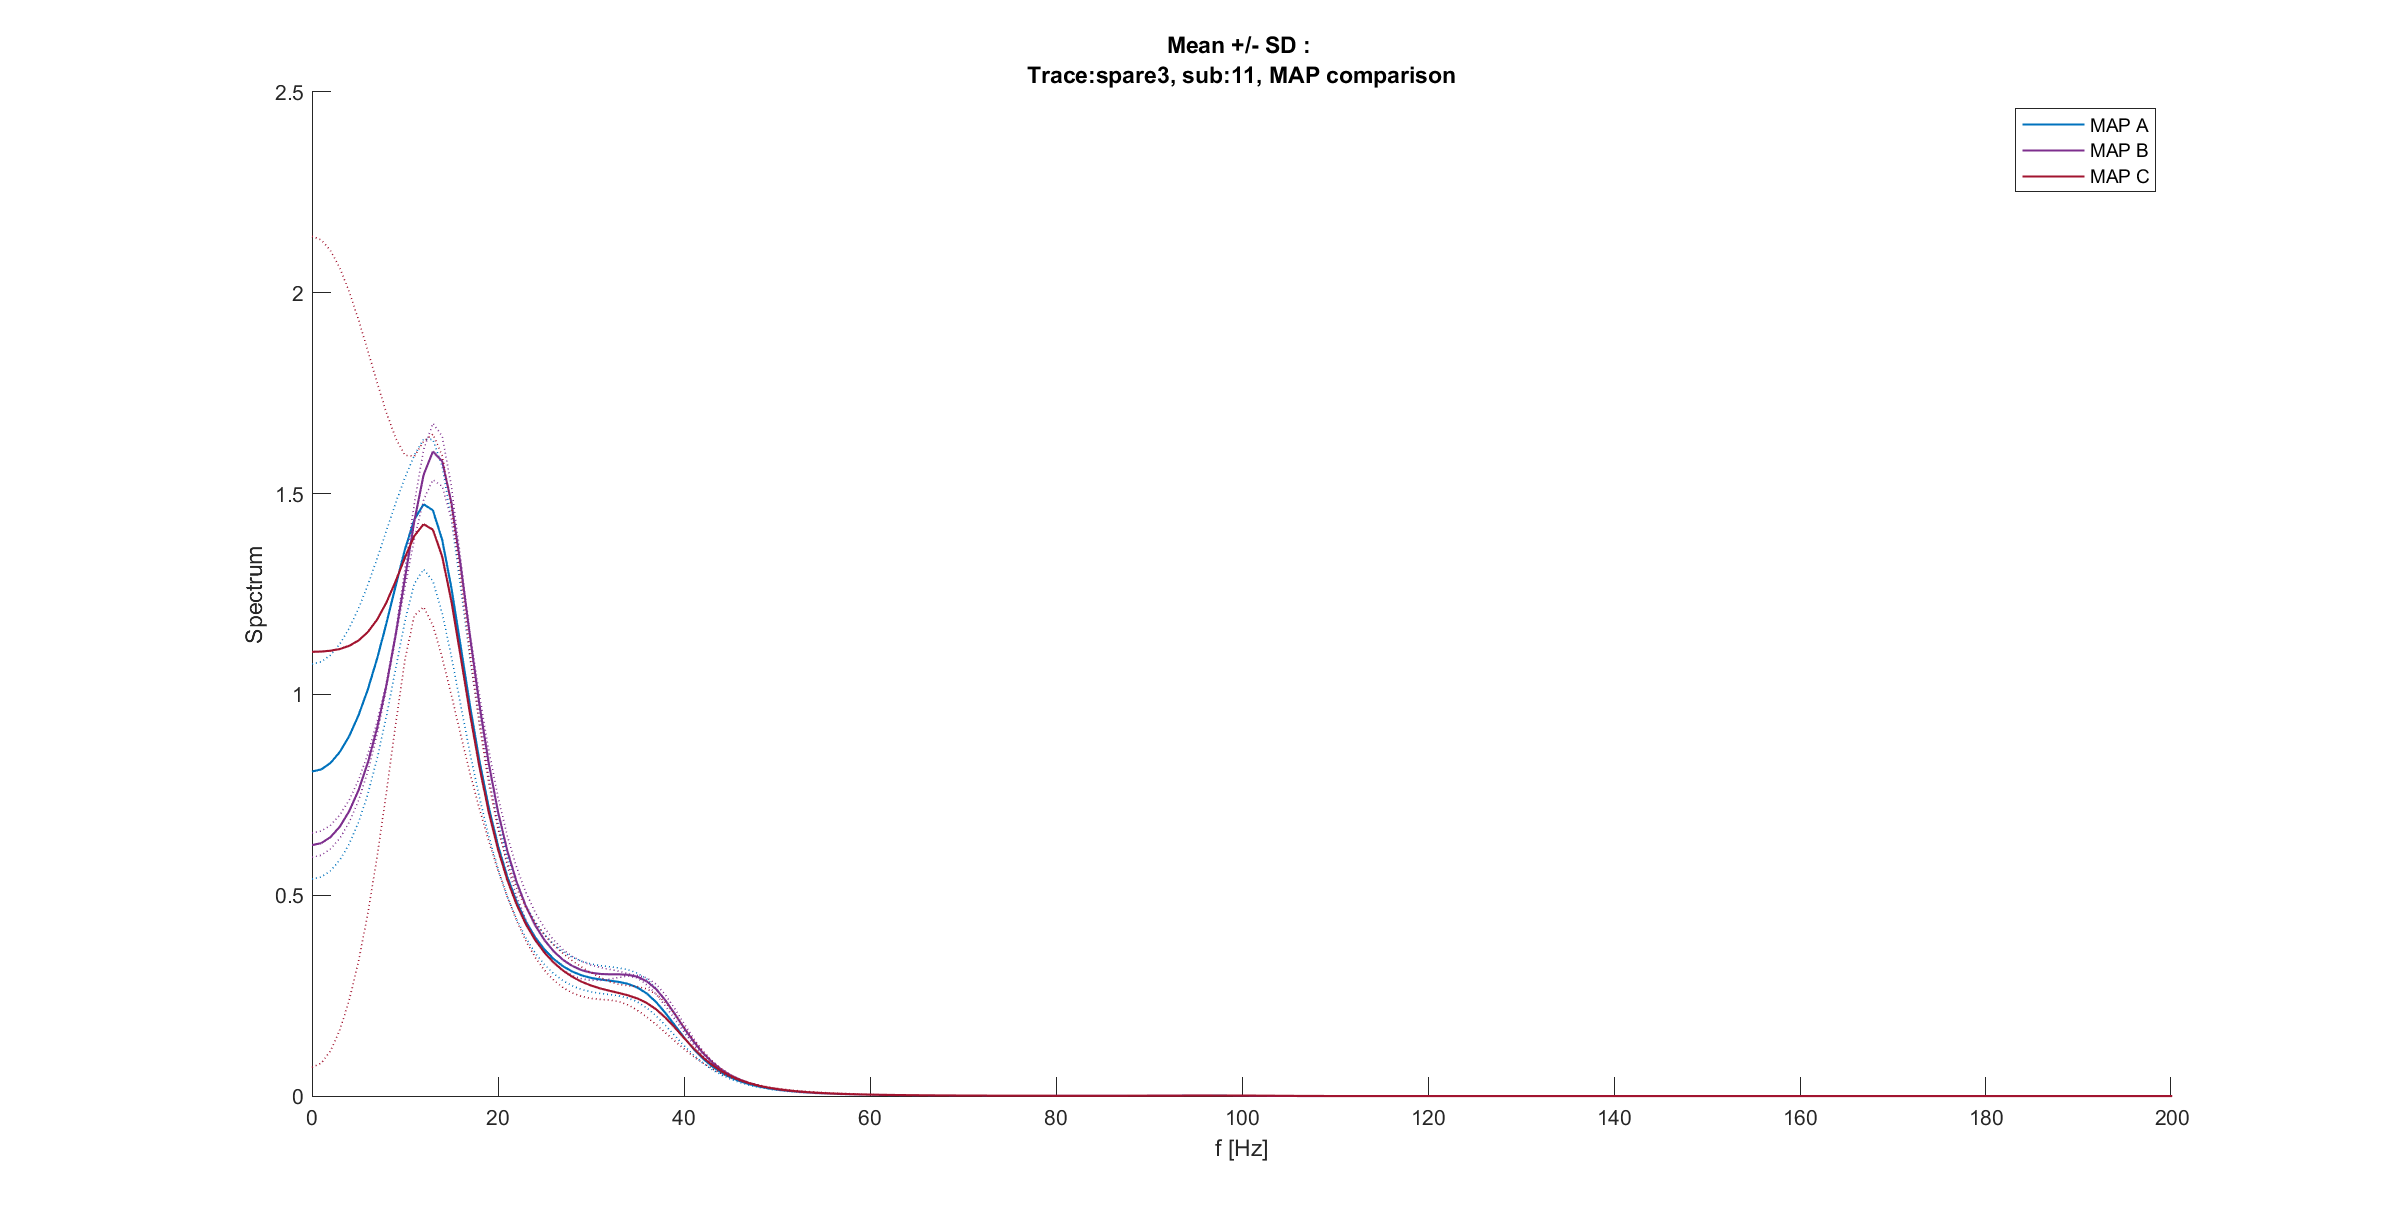 Mean +/- SD :
Trace:spare3, sub:11, MAP comparison
2.5
2
1.5
1
0.5
0
Spectrum
MAP A
MAP B
MAP C
0 20 40 60 80 100 120 140 160 180 200
f [Hz]